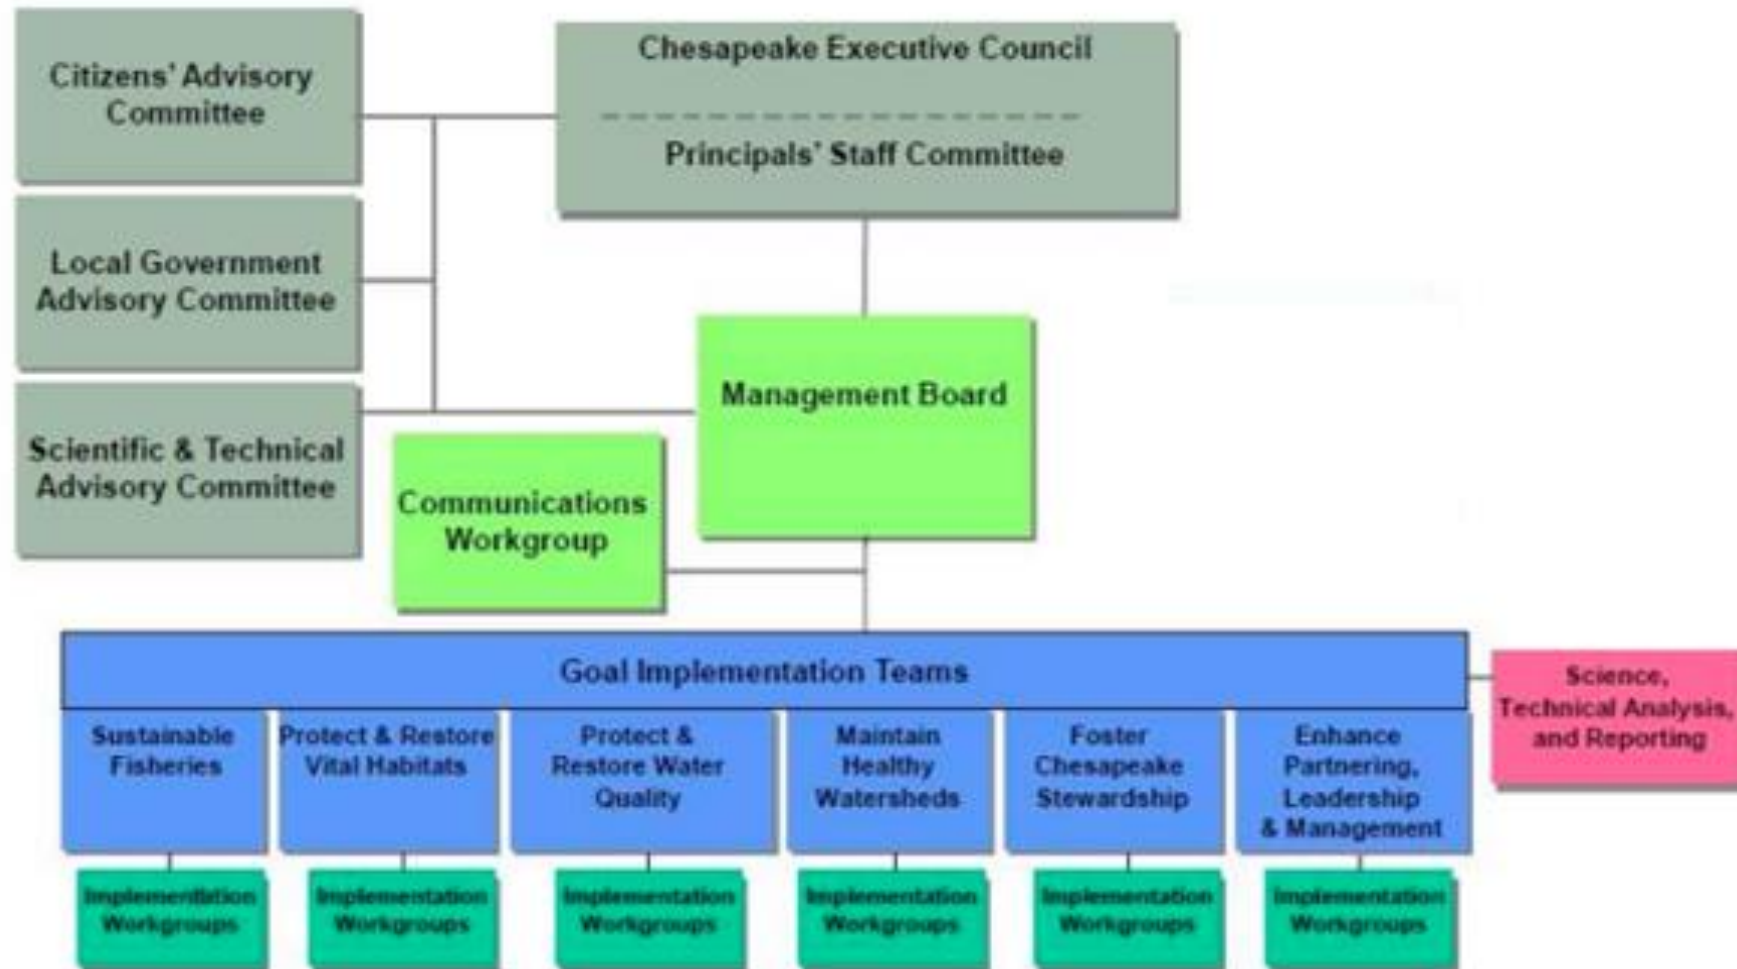 Citizens' Advisory
Committee
Chesapeake Executive Council
Principals' Staff Committee
Local Government
Advisory Committee
Scientific & Technical
Advisory Committee
Management Board
Communications
Workgroup
Goal Implementation Teams
Science,
Technical Analysis,
and Reporting
Sustainable
Fisheries
Protect & Restore
Vital Habitats
Protect &
Restore Water
Quality
Maintain
Healthy
Watersheds
Foster
Chesapeake
Stewardship
Enhance
Partnering,
Leadership
& Management
Implementation
Workgroups
Implementation
Workgroups
Implementation
Workgroups
Implementation
Workgroups
Implementation
Workgroups
Implementation
Workgroups